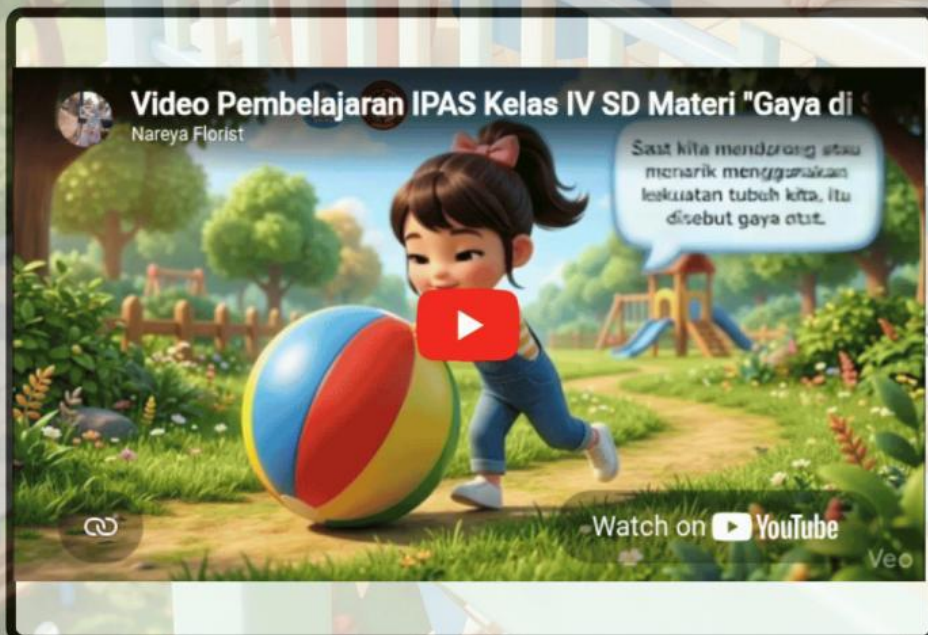 Video Pembelajaran IPAS Kelas IV SD Materi "Gaya di
Nareya Florist
Saat kita mendorong atau
menarik menggunakan
kekuatan tubuh kita, itu
disebut gaya otot.
Watch on YouTube
Veo